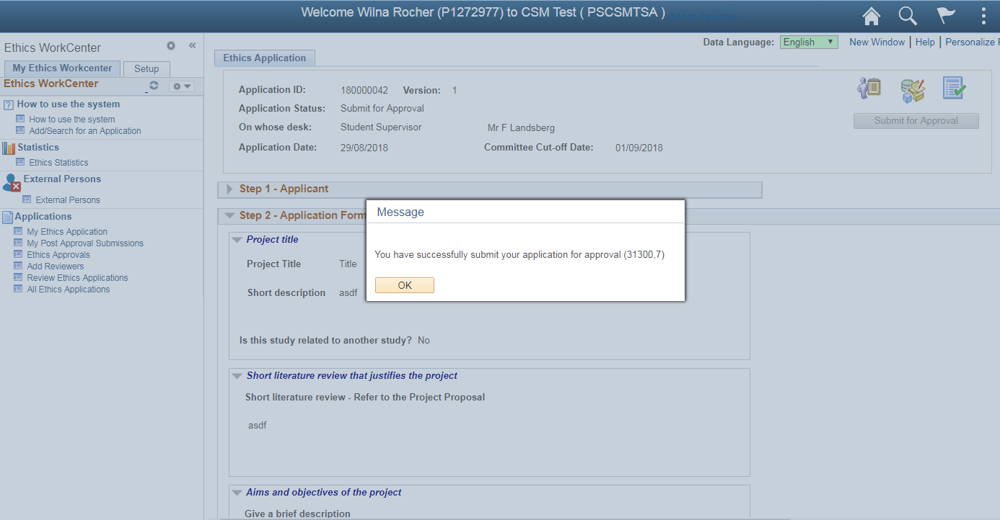 Welcome Wilna Rocher (P1272977) to CSM Test ( PSCSMTSA )
Add to Favorites
Ethics WorkCenter
«
Data Language: English New Window Help Personalize P
My Ethics Workcenter Setup
Ethics Application
Ethics WorkCenter
How to use the system
How to use the system
Add/Search for an Application
Statistics
Ethics Statistics
External Persons
External Persons
Applications
My Ethics Application
My Post Approval Submissions
Ethics Approvals
Add Reviewers
Review Ethics Applications
All Ethics Applications
Application ID: 180000042 Version: 1
Application Status: Submit for Approval
On whose desk: Student Supervisor Mr F Landsberg
Application Date: 29/08/2018 Committee Cut-off Date: 01/09/2018
Submit for Approval
Step 1 - Applicant
Step 2 - Application Form
Project title
Project Title Title
Short description asdf
Is this study related to another study? No
Message
You have successfully submit your application for approval (31300,7)
OK
Short literature review that justifies the project
Short literature review - Refer to the Project Proposal
asdf
Aims and objectives of the project
Give a brief description